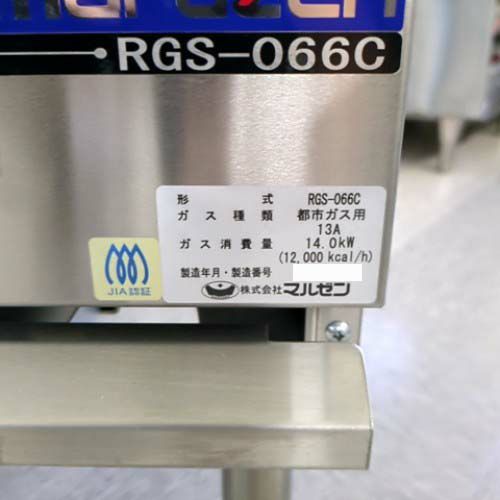 maruzen
RGS-066C
形 式 RGS-066C
ガス種類 都市ガス用
13A
ガス消費量 14.0kW
(12,000 kcal/h)
製造年月・製造番号
株式会社マルゼン
JIA認証